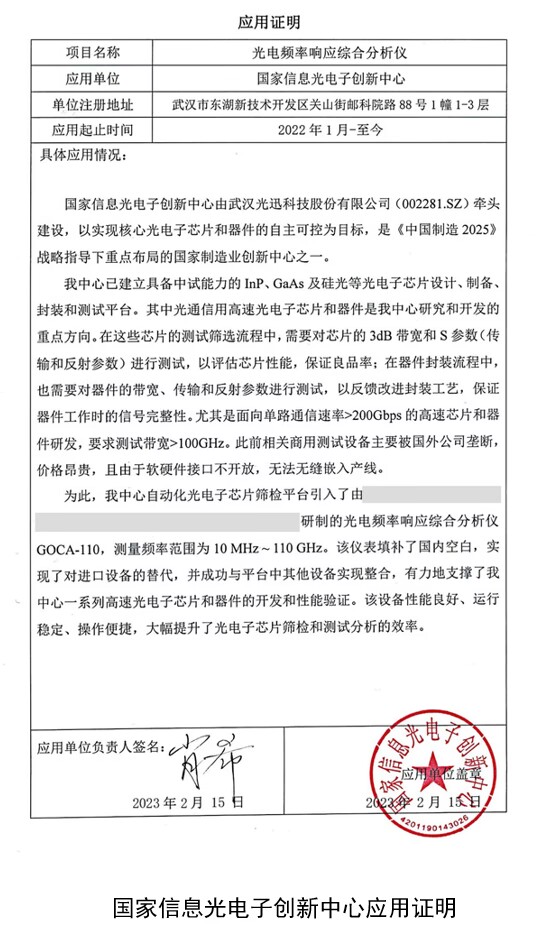 应用证明
项目名称 光电频率响应综合分析仪
应用单位 国家信息光电子创新中心
单位注册地址 武汉市东湖新技术开发区关山街邮科院路 88 号 1 幢 1-3 层
应用起止时间 2022 年 1 月-至今
具体应用情况：
国家信息光电子创新中心由武汉光迅科技股份有限公司（002281.SZ）牵头
建设，以实现核心光电子芯片和器件的自主可控为目标，是《中国制造 2025》
战略指导下重点布局的国家制造业创新中心之一。
我中心已建立具备中试能力的 InP、GaAs 及硅光等光电子芯片设计、制备、
封装和测试平台。其中光通信用高速光电子芯片和器件是我中心研究和开发的
重点方向。在这些芯片的测试筛选流程中，需要对芯片的 3dB 带宽和 S 参数（传
输和反射参数）进行测试，以评估芯片性能，保证良品率；在器件封装流程中，
也需要对器件的带宽、传输和反射参数进行测试，以反馈改进封装工艺，保证
器件工作时的信号完整性。尤其是面向单路通信速率>200Gbps 的高速芯片和器
件研发，要求测试带宽>100GHz。此前相关商用测试设备主要被国外公司垄断，
价格昂贵，且由于软硬件接口不开放，无法无缝嵌入产线。
为此，我中心自动化光电子芯片筛检平台引入了由
研制的光电频率响应综合分析仪
GOCA-110，测量频率范围为 10 MHz～110 GHz。该仪表填补了国内空白，实
现了对进口设备的替代，并成功与平台中其他设备实现整合，有力地支撑了我
中心一系列高速光电子芯片和器件的开发和性能验证。该设备性能良好、运行
稳定、操作便捷，大幅提升了光电子芯片筛检和测试分析的效率。
应用单位负责人签名：肖希
2023 年 2 月 15 日
应用单位盖章
2023 年 2 月 15 日
国家信息光电子创新中心
4201190143026
国家信息光电子创新中心应用证明